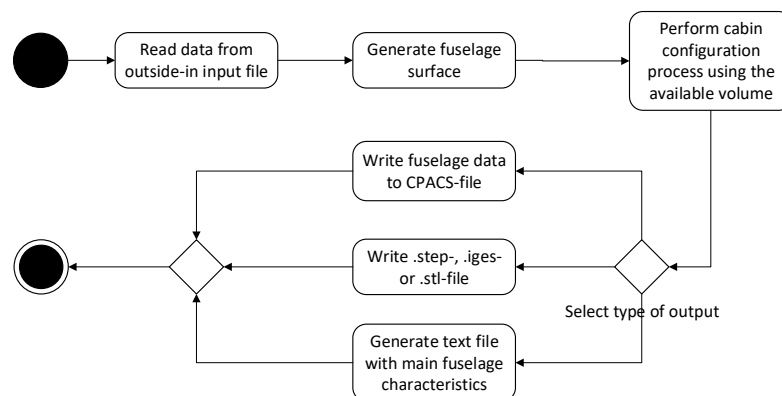 Read data from
outside-in input file
Generate fuselage
surface
Perform cabin
configuration
process using the
available volume
Write fuselage data
to CPACS-file
Write .step-, .iges-
or .stl-file
Select type of output
Generate text file
with main fuselage
characteristics